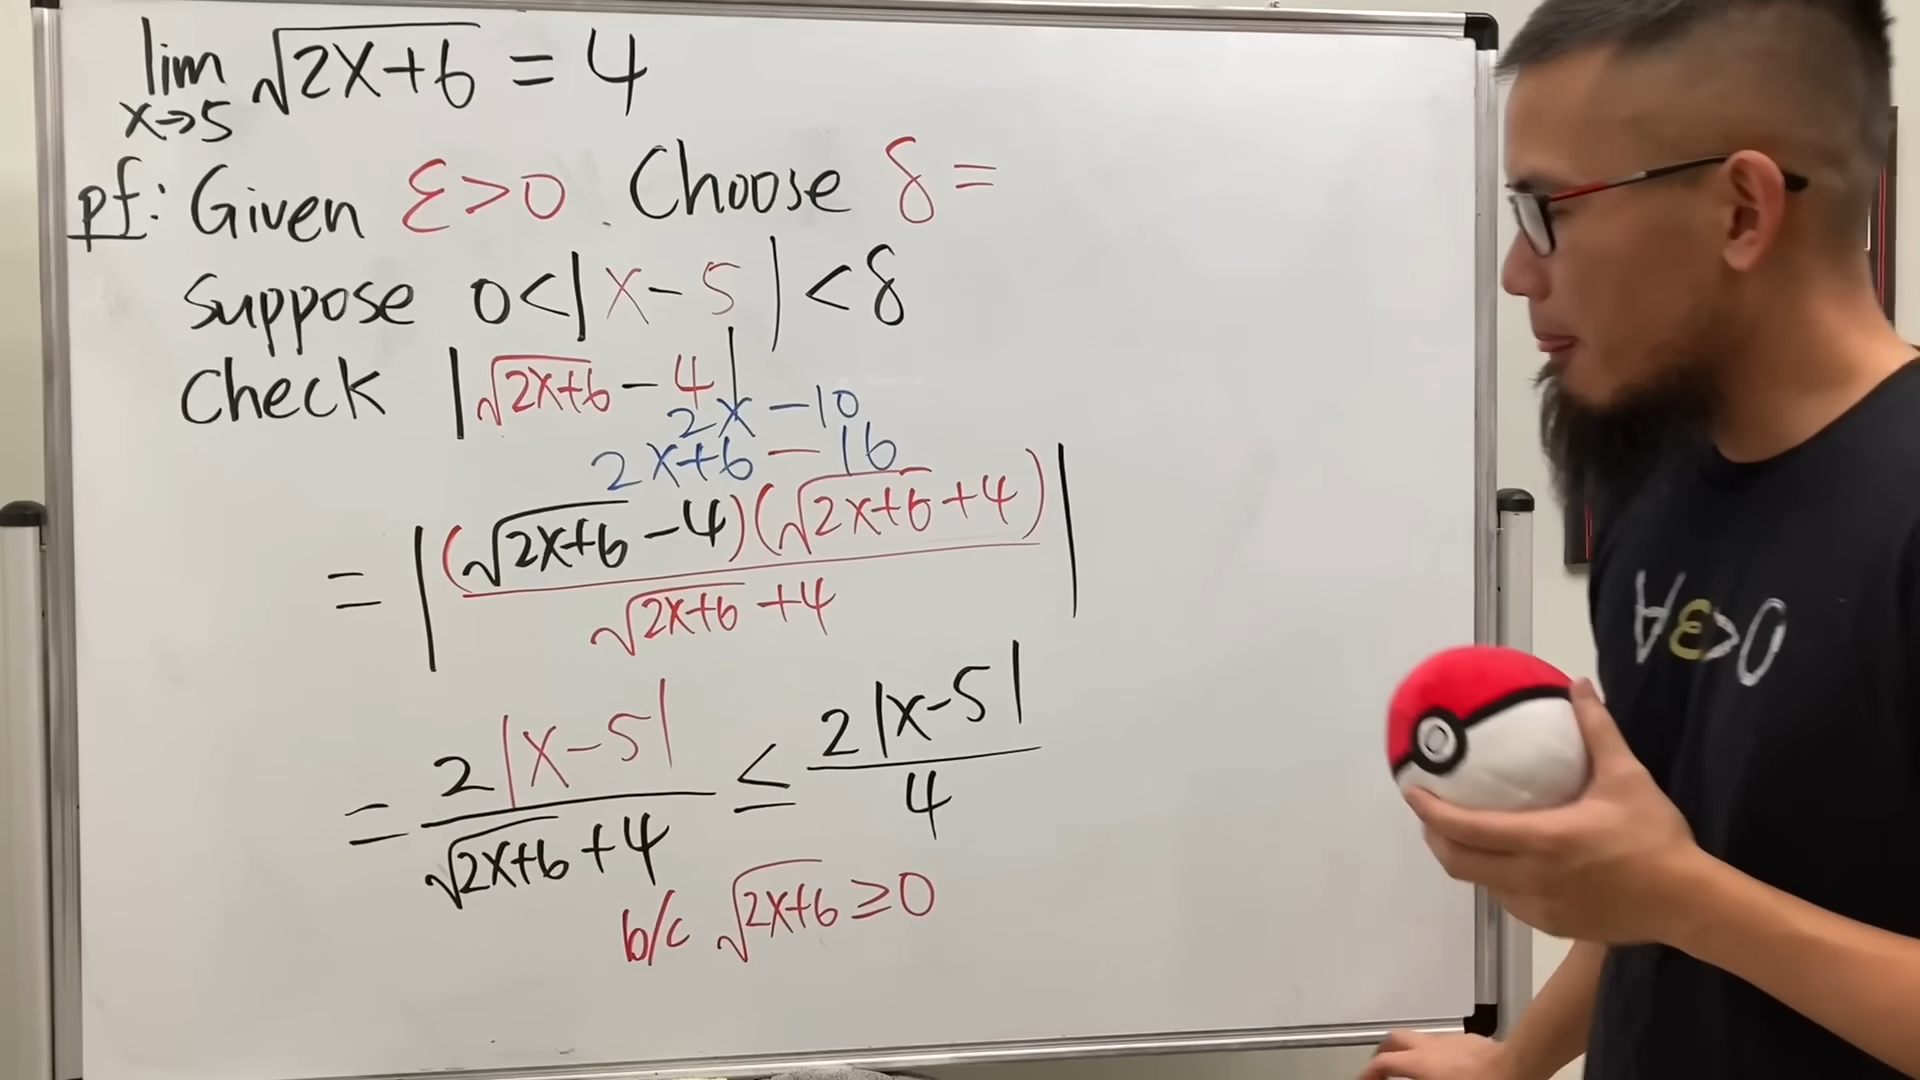 lim x→5 √2x+6 = 4
pf: Given ε>0. Choose δ=
Suppose 0<|x-5|<δ
Check |√2x+6 - 4|
2x -10
2x+6 - 16
= |(√2x+6 -4)(√2x+6 +4)|
√2x+6 +4
= 2|x-5| ≤ 2|x-5|
√2x+6 +4 4
b/c √2x+6 ≥0
∀ε>0